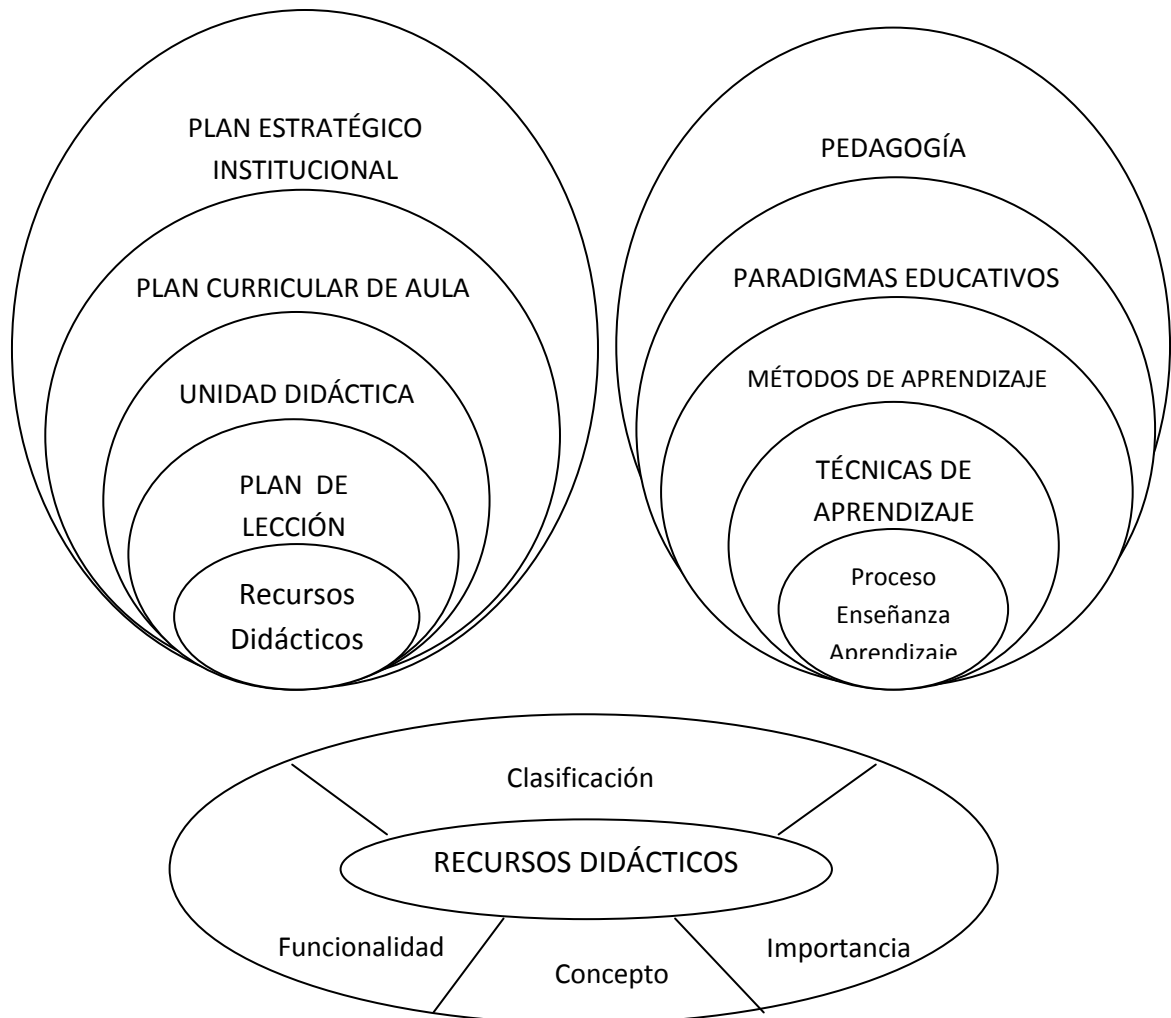 PLAN ESTRATÉGICO
INSTITUCIONAL
PLAN CURRICULAR DE AULA
UNIDAD DIDÁCTICA
PLAN DE
LECCIÓN
Recursos
Didácticos
PEDAGOGÍA
PARADIGMAS EDUCATIVOS
MÉTODOS DE APRENDIZAJE
TÉCNICAS DE
APRENDIZAJE
Proceso
Enseñanza
Aprendizaje
Clasificación
RECURSOS DIDÁCTICOS
Funcionalidad
Concepto
Importancia